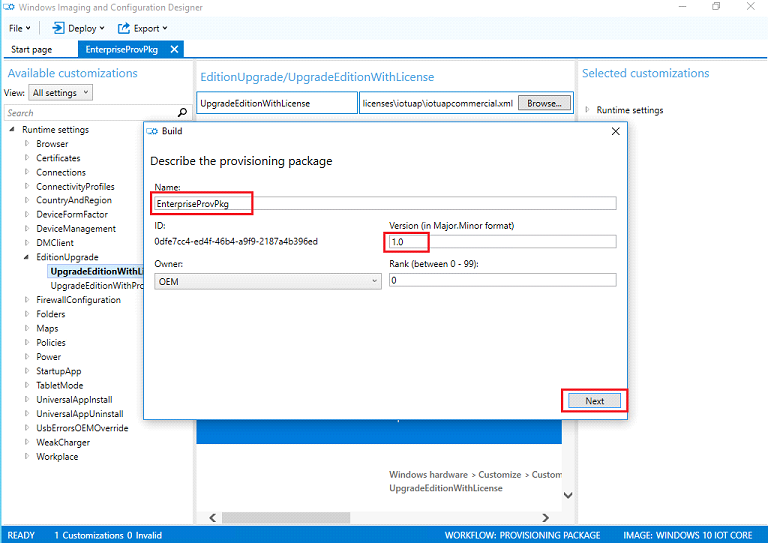 Windows Imaging and Configuration Designer
File Deploy Export
Start page EnterpriseProvPkg
Available customizations
View: All settings
Search
Runtime settings
Browser
Certificates
Connections
ConnectivityProfiles
CountryAndRegion
DeviceFormFactor
DeviceManagement
DMClient
EditionUpgrade
UpgradeEditionWithLi
UpgradeEditionWithPro
FirewallConfiguration
Folders
Maps
Policies
Power
StartupApp
TabletMode
UniversalAppInstall
UniversalAppUninstall
UsbErrorsOEMOverride
WeakCharger
Workplace
EditionUpgrade/UpgradeEditionWithLicense
UpgradeEditionWithLicense licenses\iotuap\iotuapcommercial.xml Browse...
Selected customizations
Runtime settings
Build
Describe the provisioning package
Name:
EnterpriseProvPkg
ID: Version (in Major.Minor format)
0dfe7cc4-ed4f-46b4-a9f9-2187a4b396ed 1.0
Owner: Rank (between 0 - 99):
OEM 0
Next
Windows hardware > Customize > Custom
UpgradeEditionWithLicense
READY 1 Customizations 0 Invalid WORKFLOW: PROVISIONING PACKAGE IMAGE: WINDOWS 10 IOT CORE